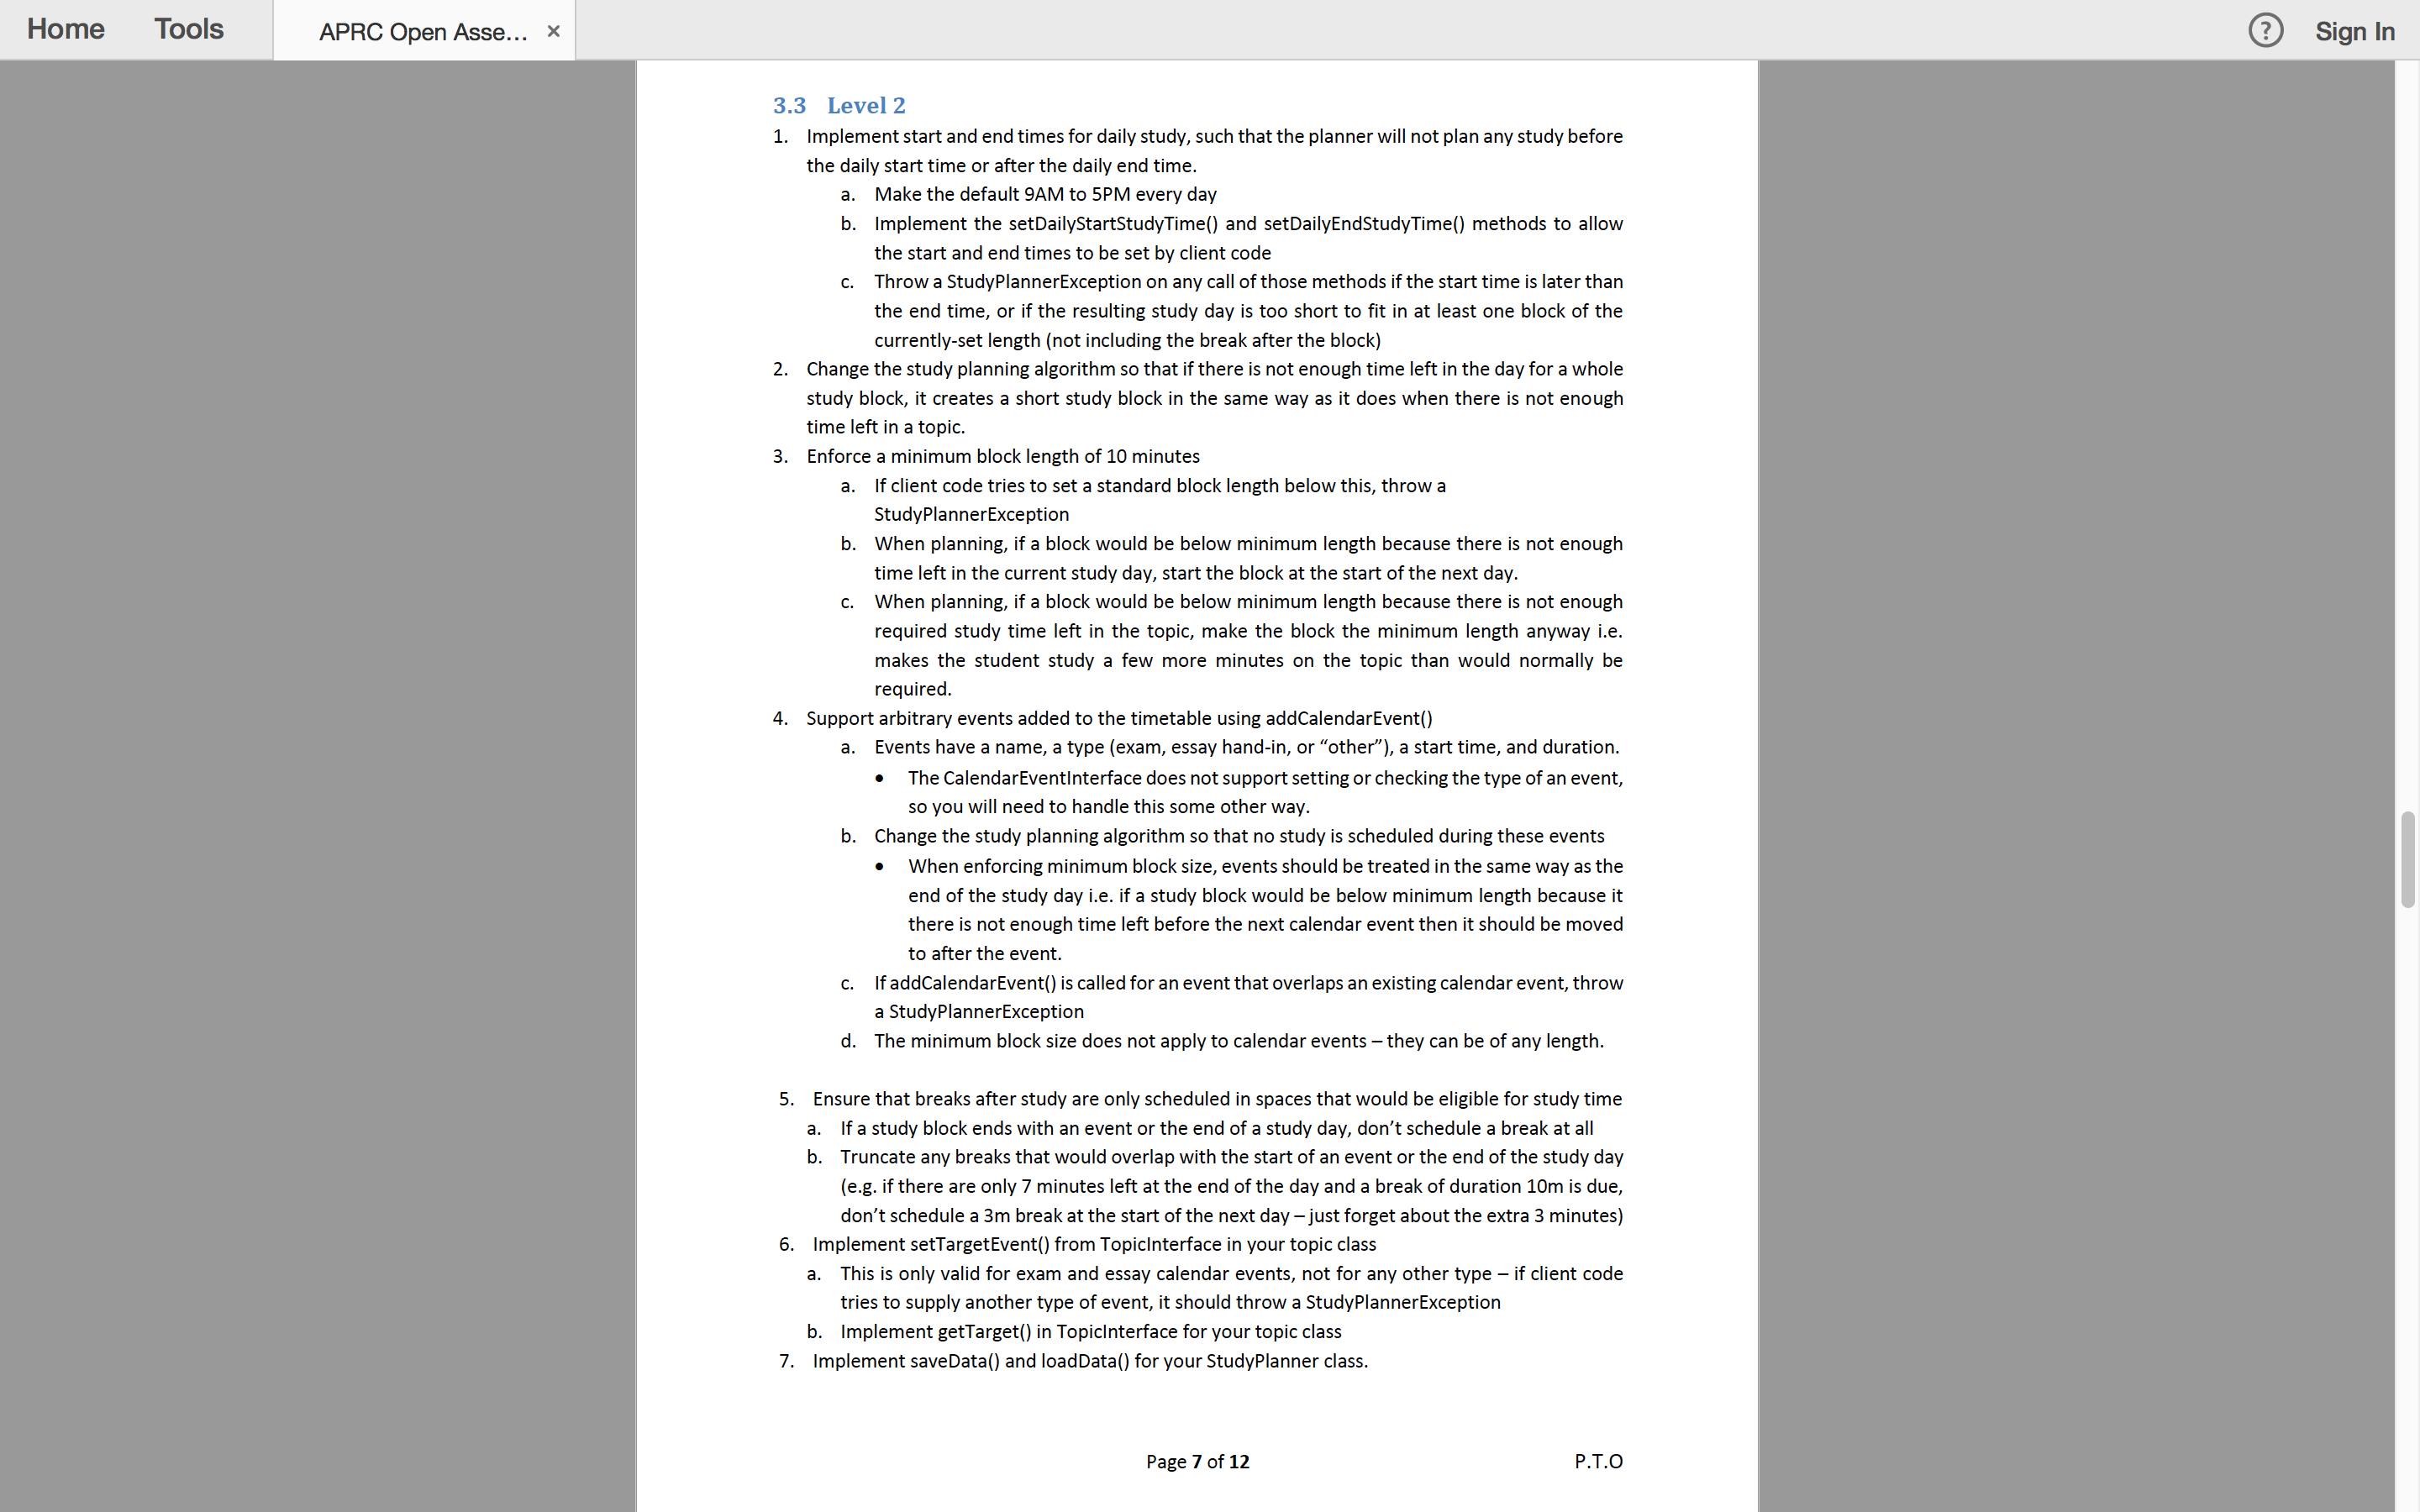 Home Tools APRC Open Asse... × ? Sign In
3.3 Level 2
1. Implement start and end times for daily study, such that the planner will not plan any study before
the daily start time or after the daily end time.
a. Make the default 9AM to 5PM every day
b. Implement the setDailyStartStudyTime() and setDailyEndStudyTime() methods to allow
the start and end times to be set by client code
c. Throw a StudyPlannerException on any call of those methods if the start time is later than
the end time, or if the resulting study day is too short to fit in at least one block of the
currently-set length (not including the break after the block)
2. Change the study planning algorithm so that if there is not enough time left in the day for a whole
study block, it creates a short study block in the same way as it does when there is not enough
time left in a topic.
3. Enforce a minimum block length of 10 minutes
a. If client code tries to set a standard block length below this, throw a
StudyPlannerException
b. When planning, if a block would be below minimum length because there is not enough
time left in the current study day, start the block at the start of the next day.
c. When planning, if a block would be below minimum length because there is not enough
required study time left in the topic, make the block the minimum length anyway i.e.
makes the student study a few more minutes on the topic than would normally be
required.
4. Support arbitrary events added to the timetable using addCalendarEvent()
a. Events have a name, a type (exam, essay hand-in, or “other”), a start time, and duration.
• The CalendarEventInterface does not support setting or checking the type of an event,
so you will need to handle this some other way.
b. Change the study planning algorithm so that no study is scheduled during these events
• When enforcing minimum block size, events should be treated in the same way as the
end of the study day i.e. if a study block would be below minimum length because it
there is not enough time left before the next calendar event then it should be moved
to after the event.
c. If addCalendarEvent() is called for an event that overlaps an existing calendar event, throw
a StudyPlannerException
d. The minimum block size does not apply to calendar events – they can be of any length.
5. Ensure that breaks after study are only scheduled in spaces that would be eligible for study time
a. If a study block ends with an event or the end of a study day, don’t schedule a break at all
b. Truncate any breaks that would overlap with the start of an event or the end of the study day
(e.g. if there are only 7 minutes left at the end of the day and a break of duration 10m is due,
don’t schedule a 3m break at the start of the next day – just forget about the extra 3 minutes)
6. Implement setTargetEvent() from TopicInterface in your topic class
a. This is only valid for exam and essay calendar events, not for any other type – if client code
tries to supply another type of event, it should throw a StudyPlannerException
b. Implement getTarget() in TopicInterface for your topic class
7. Implement saveData() and loadData() for your StudyPlanner class.
Page 7 of 12 P.T.O